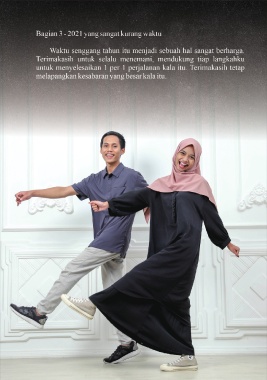 Bagian 3 - 2021 yang sangat kurang waktu
Waktu senggang tahun itu menjadi sebuah hal sangat berharga.
Terimakasih untuk selalu menemani, mendukung tiap langkahku
untuk menyelesaikan 1 per 1 perjalanan kala itu. Terimakasih tetap
melapangkan kesabaran yang besar kala itu.